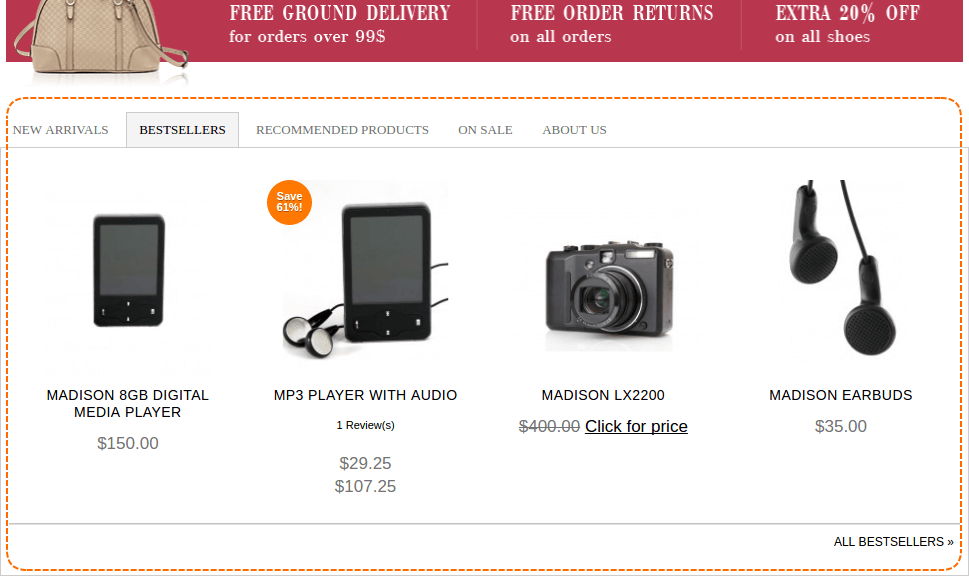 FREE GROUND DELIVERY
for orders over 99$
FREE ORDER RETURNS
on all orders
EXTRA 20% OFF
on all shoes
NEW ARRIVALS
BESTSELLERS
RECOMMENDED PRODUCTS
ON SALE
ABOUT US
Save
61%!
MADISON 8GB DIGITAL
MEDIA PLAYER
$150.00
MP3 PLAYER WITH AUDIO
1 Review(s)
$29.25
$107.25
MADISON LX2200
$400.00 Click for price
MADISON EARBUDS
$35.00
ALL BESTSELLERS »